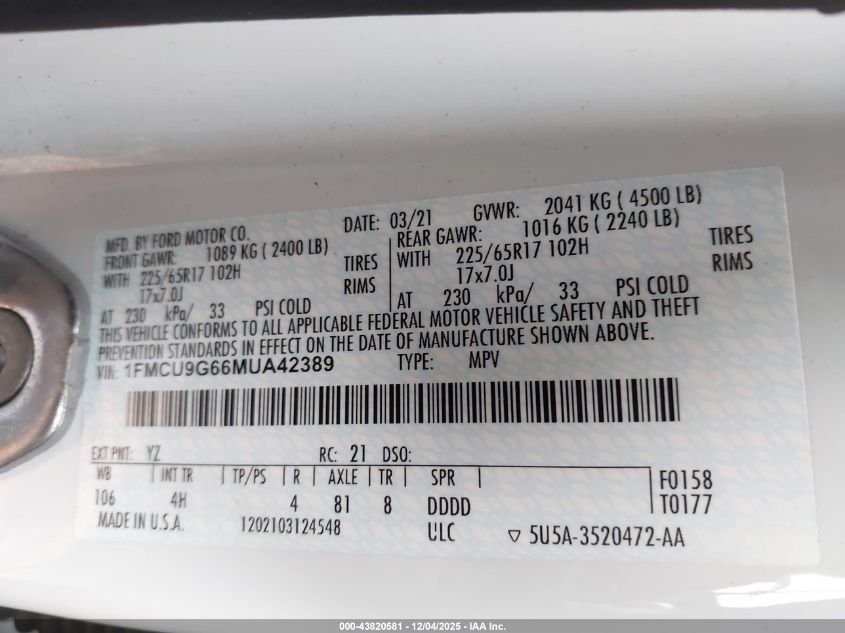 MFD. BY FORD MOTOR CO. DATE: 03/21 GVWR: 2041 KG ( 4500 LB)
FRONT GAWR: 1089 KG ( 2400 LB) REAR GAWR: 1016 KG ( 2240 LB)
WITH 225/65R17 102H TIRES WITH 225/65R17 102H TIRES
17x7.0J RIMS 17x7.0J RIMS
AT 230 kPa/ 33 PSI COLD AT 230 kPa/ 33 PSI COLD
THIS VEHICLE CONFORMS TO ALL APPLICABLE FEDERAL MOTOR VEHICLE SAFETY AND THEFT
PREVENTION STANDARDS IN EFFECT ON THE DATE OF MANUFACTURE SHOWN ABOVE.
VIN: 1FMCU9G66MUA42389 TYPE: MPV
EXT PNT: YZ RC: 21 DSO:
WB INT TR TP/PS R AXLE TR SPR F0158
106 4H 4 81 8 DDDD T0177
MADE IN U.S.A. 1202103124548 ULC ▽ 5U5A-3520472-AA
000-43820581 - 12/04/2025 - IAA Inc.